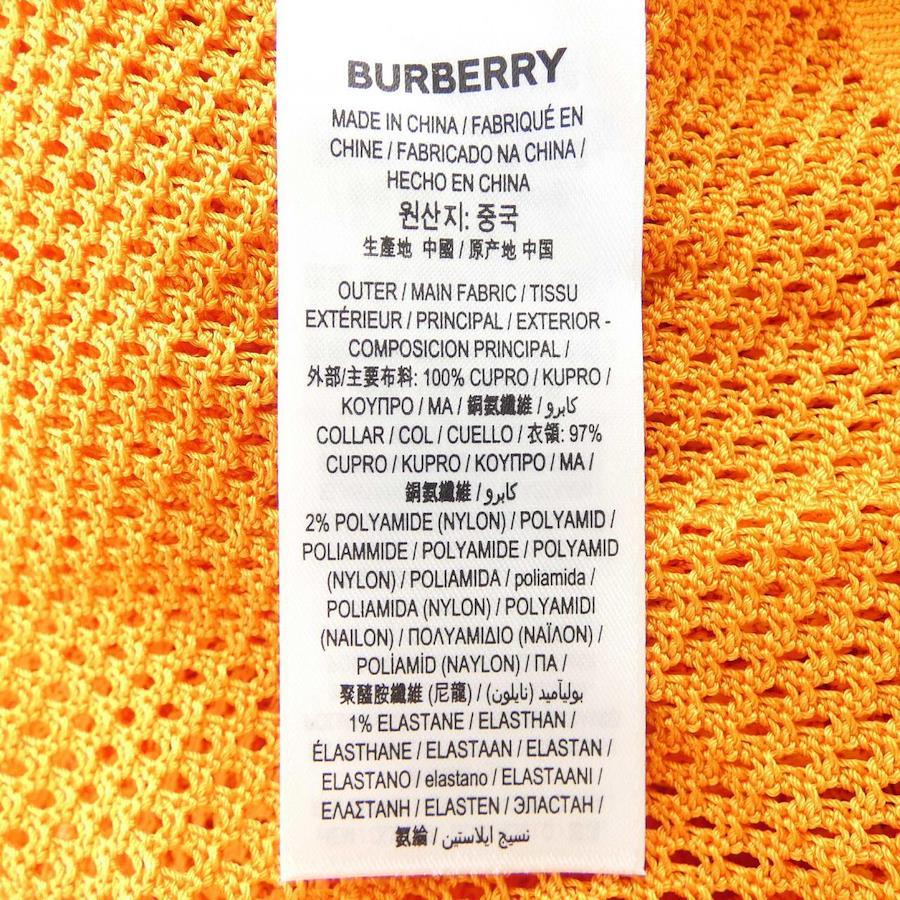 BURBERRY
MADE IN CHINA / FABRIQUÉ EN
CHINE / FABRICADO NA CHINA /
HECHO EN CHINA
원산지: 중국
生產地 中國 / 原产地 中国
OUTER / MAIN FABRIC / TISSU
EXTÉRIEUR / PRINCIPAL / EXTERIOR -
COMPOSICION PRINCIPAL /
外部/主要布料: 100% CUPRO / KUPRO /
ΚΟΥΠΡΟ / МА / 銅氨纖維 / كابرو
COLLAR / COL / CUELLO / 衣領: 97%
CUPRO / KUPRO / ΚΟΥΠΡΟ / МА /
銅氨纖維 / كابرو
2% POLYAMIDE (NYLON) / POLYAMID /
POLIAMMIDE / POLYAMIDE / POLYAMID
(NYLON) / POLIAMIDA / poliamida /
POLIAMIDA (NYLON) / POLYAMIDI
(NAILON) / ΠΟΛΥΑΜΙΔΙΟ (ΝΑΪΛΟΝ) /
POLİAMİD (NAYLON) / ПА /
聚醯胺纖維 (尼龍) / بوليآميد (نايلون)
1% ELASTANE / ELASTHAN /
ÉLASTHANE / ELASTAAN / ELASTAN /
ELASTANO / elastano / ELASTAANI /
ΕΛΑΣΤΑΝΗ / ELASTEN / ЭЛАСТАН /
氨綸 / نسيج ايلاستين